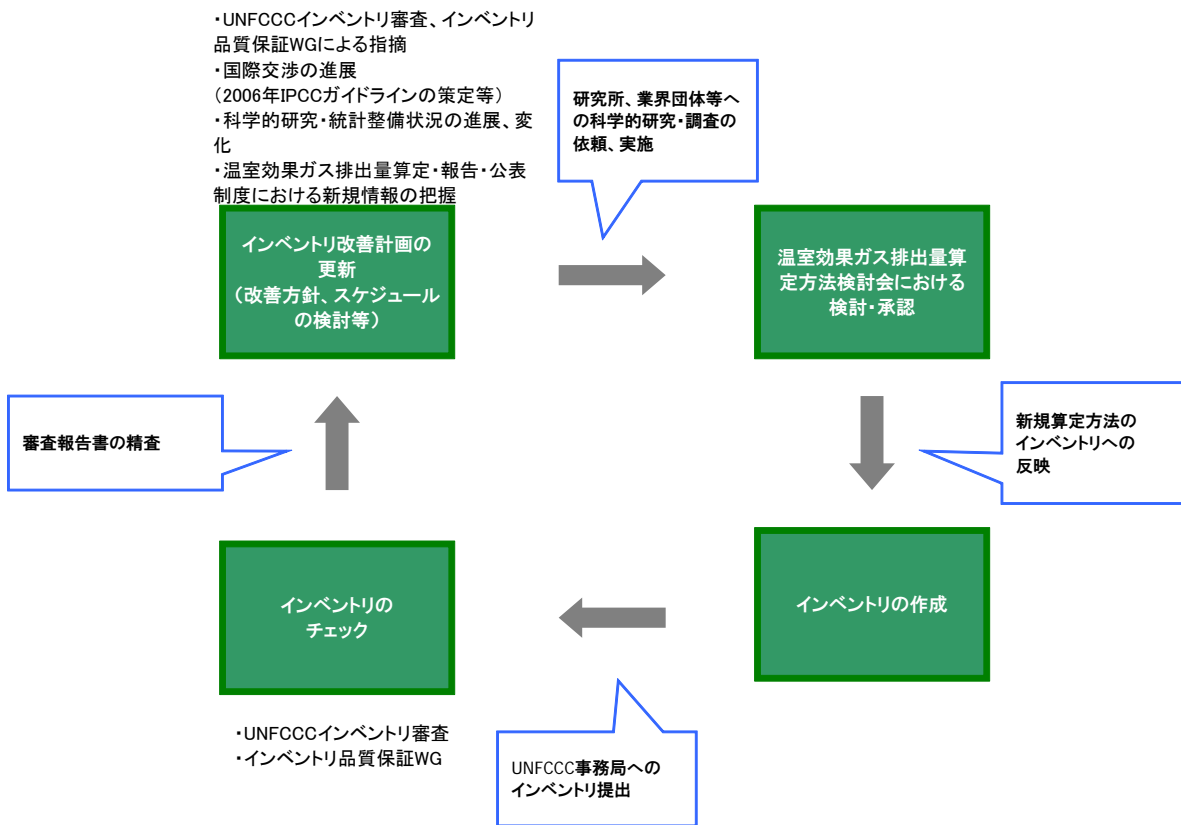 ・UNFCCCインベントリ審査、インベントリ
品質保証WGによる指摘
・国際交渉の進展
（2006年IPCCガイドラインの策定等）
・科学的研究・統計整備状況の進展、変
化
・温室効果ガス排出量算定・報告・公表
制度における新規情報の把握
研究所、業界団体等へ
の科学的研究・調査の
依頼、実施
インベントリ改善計画の
更新
（改善方針、スケジュール
の検討等）
温室効果ガス排出量算
定方法検討会における
検討・承認
審査報告書の精査
新規算定方法の
インベントリへの
反映
インベントリの
チェック
インベントリの作成
・UNFCCCインベントリ審査
・インベントリ品質保証WG
UNFCCC事務局への
インベントリ提出